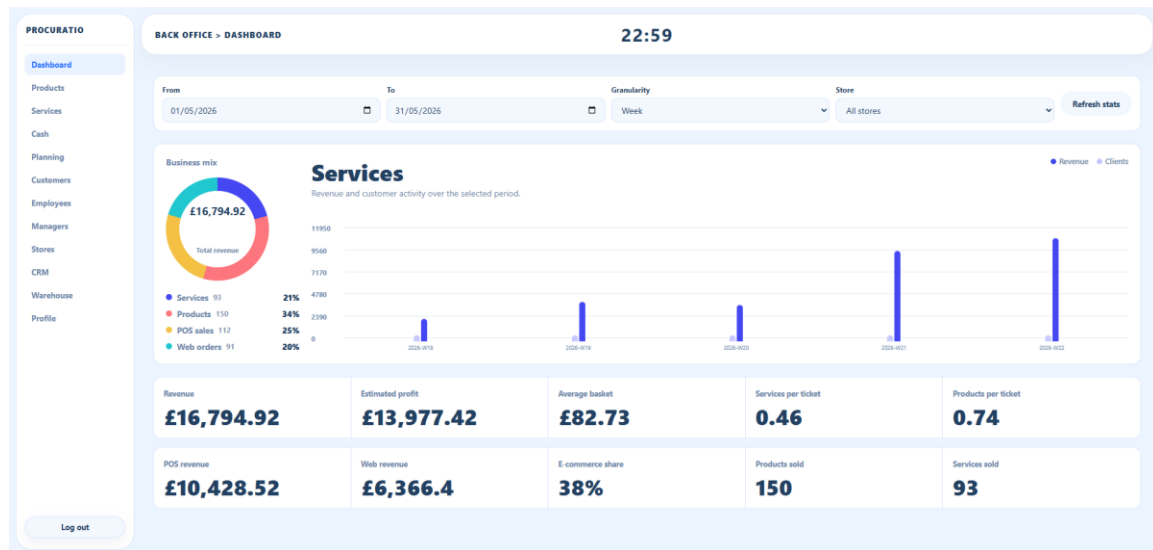 PROCURATIO
Dashboard
Products
Services
Cash
Planning
Customers
Employees
Managers
Stores
CRM
Warehouse
Profile
Log out
BACK OFFICE > DASHBOARD
22:59
From
To
Granularity
Store
01/05/2026
31/05/2026
Week
All stores
Refresh stats
Business mix
£16,794.92
Total revenue
Services 93 21%
Products 150 34%
POS sales 112 25%
Web orders 91 20%
Services
Revenue and customer activity over the selected period.
Revenue Clients
11950
9560
7170
4780
2390
0
2026-W18 2026-W19 2026-W20 2026-W21 2026-W22
Revenue
£16,794.92
Estimated profit
£13,977.42
Average basket
£82.73
Services per ticket
0.46
Products per ticket
0.74
POS revenue
£10,428.52
Web revenue
£6,366.4
E-commerce share
38%
Products sold
150
Services sold
93